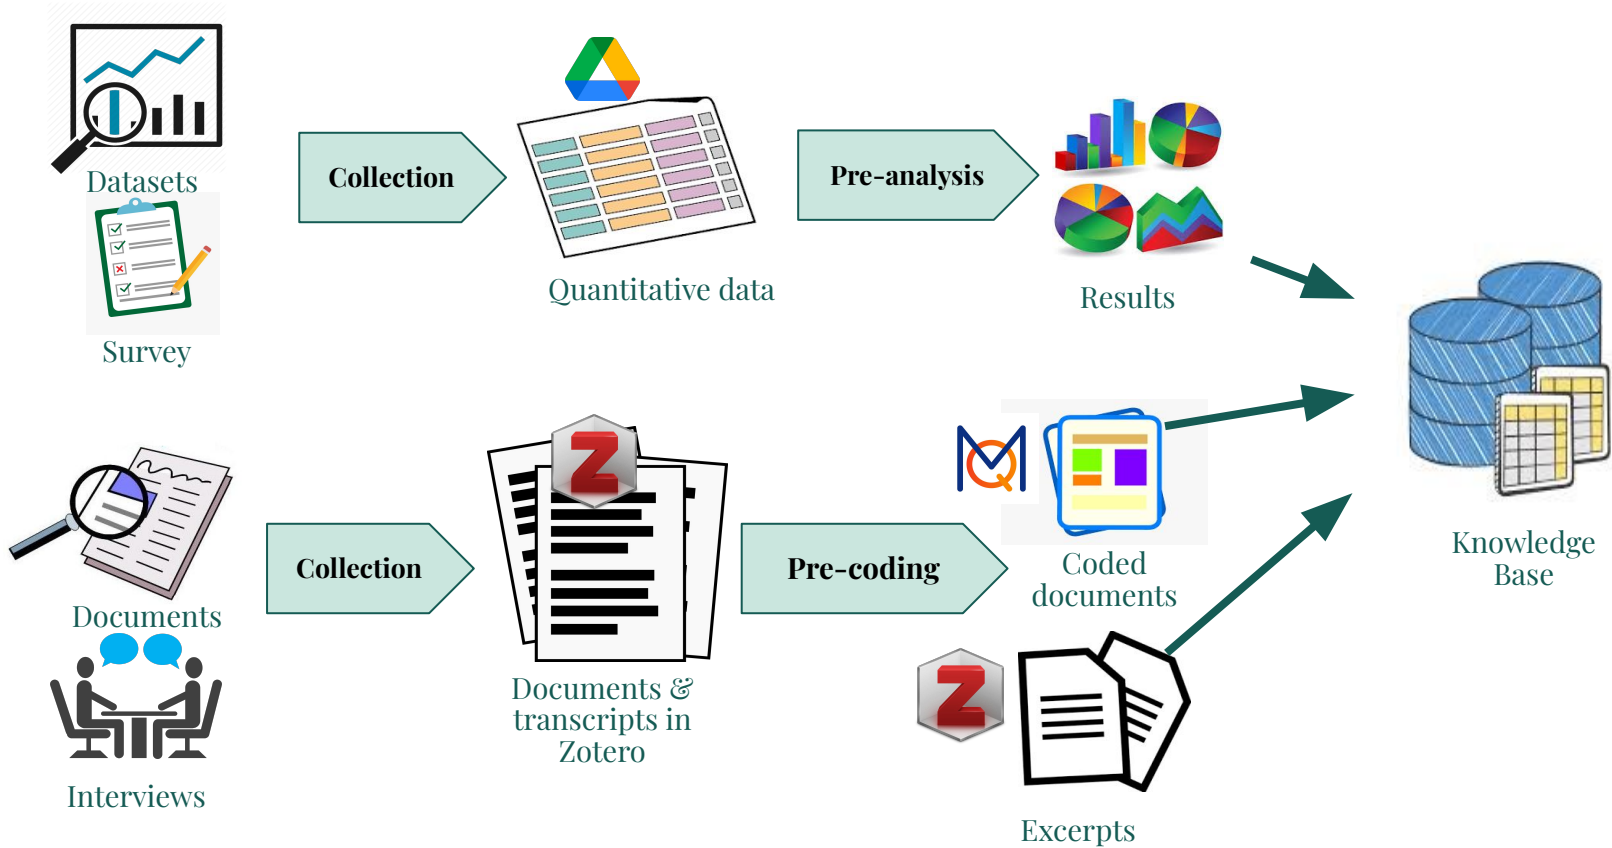 Datasets
Survey
Collection
Quantitative data
Pre-analysis
Results
Documents
Interviews
Collection
Z
Documents &
transcripts in
Zotero
Pre-coding
MQ
Coded
documents
Z
Excerpts
Knowledge
Base